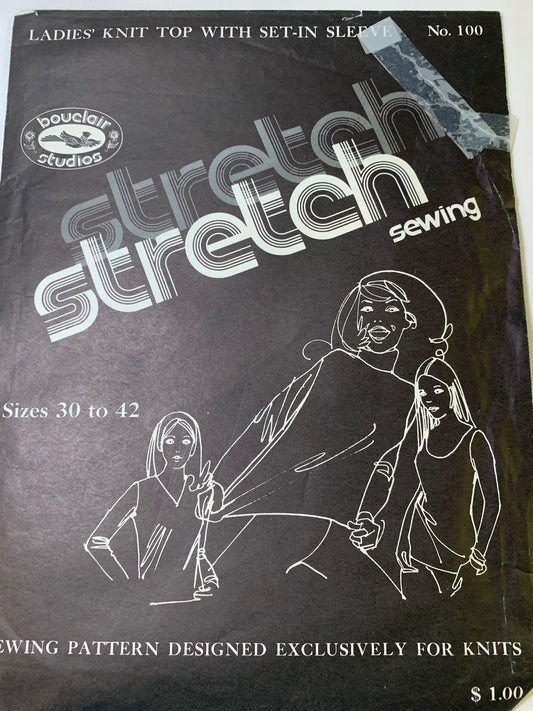 LADIES' KNIT TOP WITH SET-IN SLEEVE No. 100
bouclair
studios
stretch
stretch
sewing
Sizes 30 to 42
EWING PATTERN DESIGNED EXCLUSIVELY FOR KNITS
$ 1.00